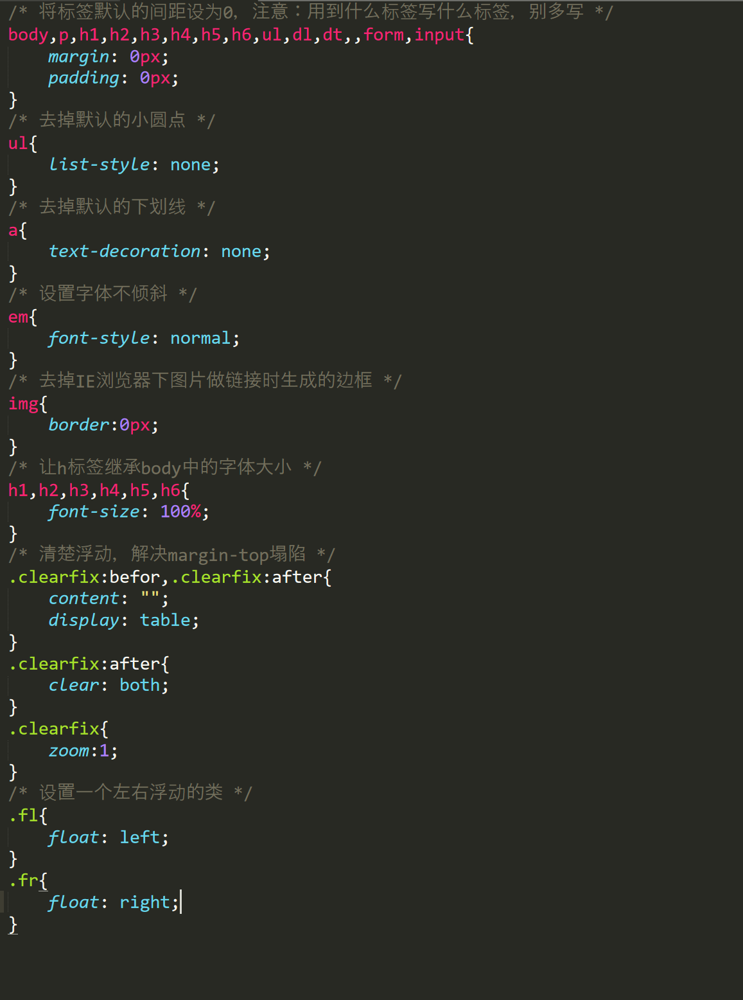 /* 将标签默认的间距设为0，注意：用到什么标签写什么标签，别多写 */
body,p,h1,h2,h3,h4,h5,h6,ul,dl,dt,,form,input{
    margin: 0px;
    padding: 0px;
}
/* 去掉默认的小圆点 */
ul{
    list-style: none;
}
/* 去掉默认的下划线 */
a{
    text-decoration: none;
}
/* 设置字体不倾斜 */
em{
    font-style: normal;
}
/* 去掉IE浏览器下图片做链接时生成的边框 */
img{
    border:0px;
}
/* 让h标签继承body中的字体大小 */
h1,h2,h3,h4,h5,h6{
    font-size: 100%;
}
/* 清楚浮动，解决margin-top塌陷 */
.clearfix:befor,.clearfix:after{
    content: "";
    display: table;
}
.clearfix:after{
    clear: both;
}
.clearfix{
    zoom:1;
}
/* 设置一个左右浮动的类 */
.fl{
    float: left;
}
.fr{
    float: right;
}